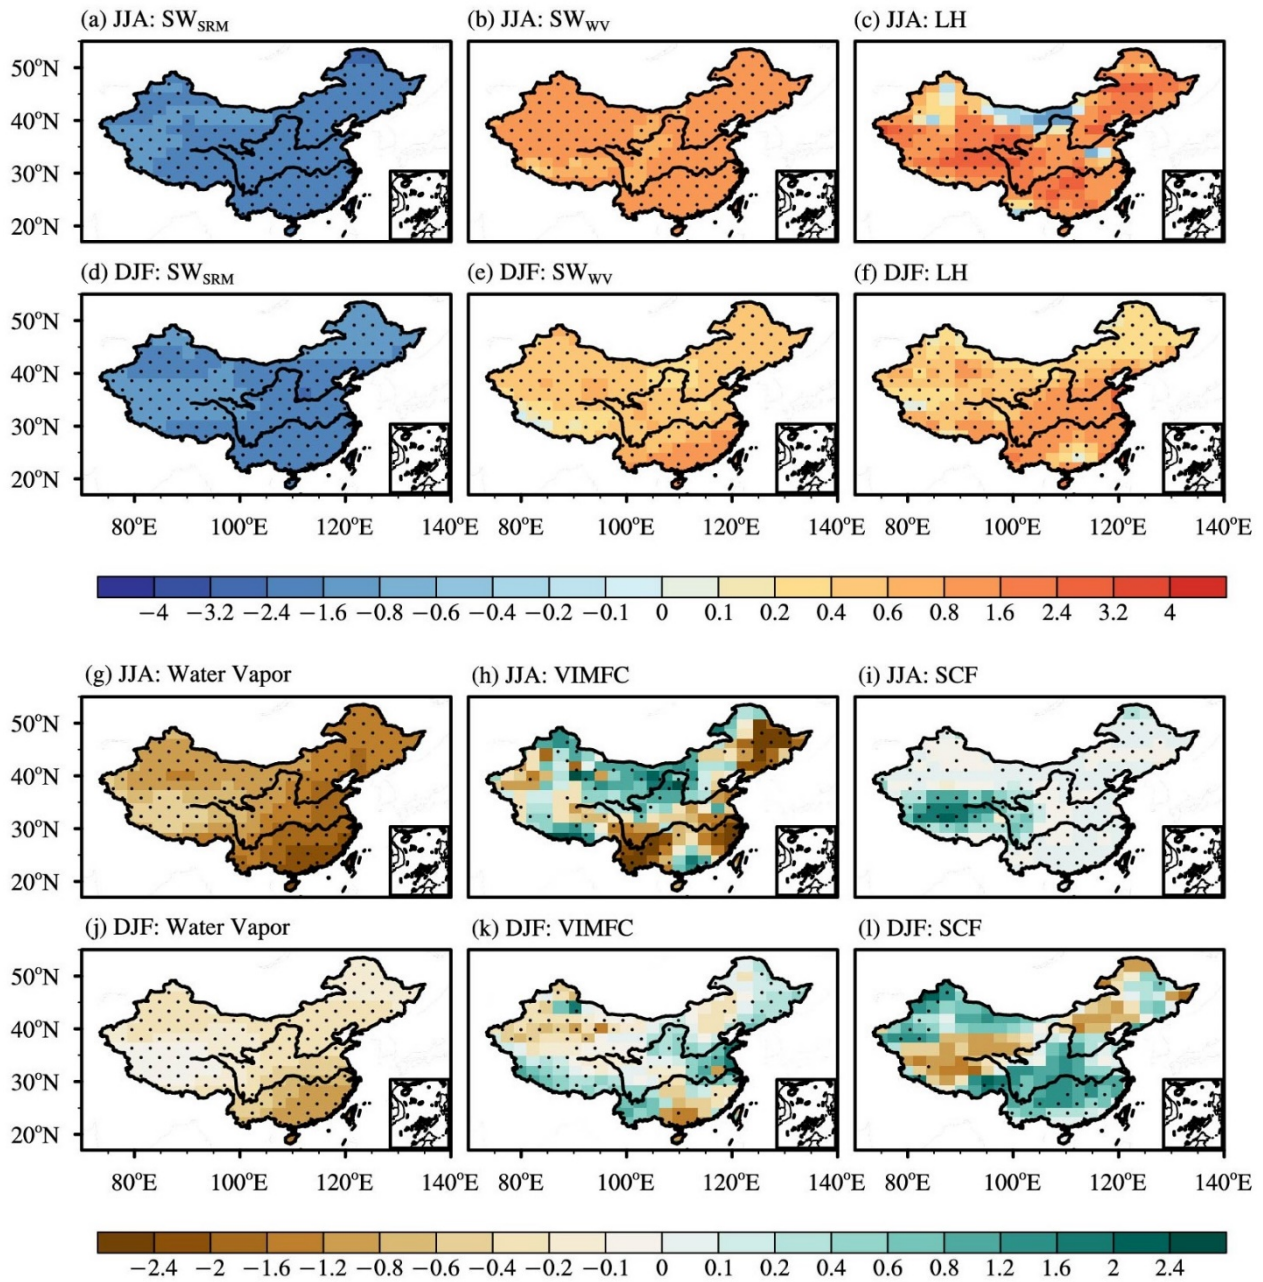 (a) JJA: SW_SRM (b) JJA: SW_WV (c) JJA: LH
50°N
40°N
30°N
20°N
(d) DJF: SW_SRM (e) DJF: SW_WV (f) DJF: LH
50°N
40°N
30°N
20°N
80°E 100°E 120°E 140°E 80°E 100°E 120°E 140°E 80°E 100°E 120°E 140°E
−4 −3.2 −2.4 −1.6 −0.8 −0.6 −0.4 −0.2 −0.1 0 0.1 0.2 0.4 0.6 0.8 1.6 2.4 3.2 4
(g) JJA: Water Vapor (h) JJA: VIMFC (i) JJA: SCF
50°N
40°N
30°N
20°N
(j) DJF: Water Vapor (k) DJF: VIMFC (l) DJF: SCF
50°N
40°N
30°N
20°N
80°E 100°E 120°E 140°E 80°E 100°E 120°E 140°E 80°E 100°E 120°E 140°E
−2.4 −2 −1.6 −1.2 −0.8 −0.6 −0.4 −0.2 −0.1 0 0.1 0.2 0.4 0.6 0.8 1.2 1.6 2 2.4